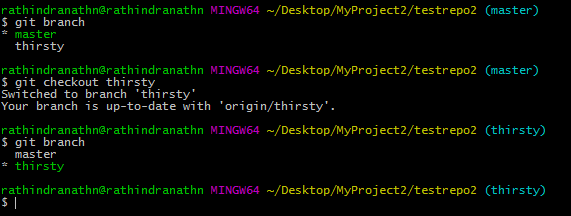 rathindranathn@rathindranathn MINGW64 ~/Desktop/MyProject2/testrepo2 (master)
$ git branch
* master
  thirsty
rathindranathn@rathindranathn MINGW64 ~/Desktop/MyProject2/testrepo2 (master)
$ git checkout thirsty
Switched to branch 'thirsty'
Your branch is up-to-date with 'origin/thirsty'.
rathindranathn@rathindranathn MINGW64 ~/Desktop/MyProject2/testrepo2 (thirsty)
$ git branch
  master
* thirsty
rathindranathn@rathindranathn MINGW64 ~/Desktop/MyProject2/testrepo2 (thirsty)
$